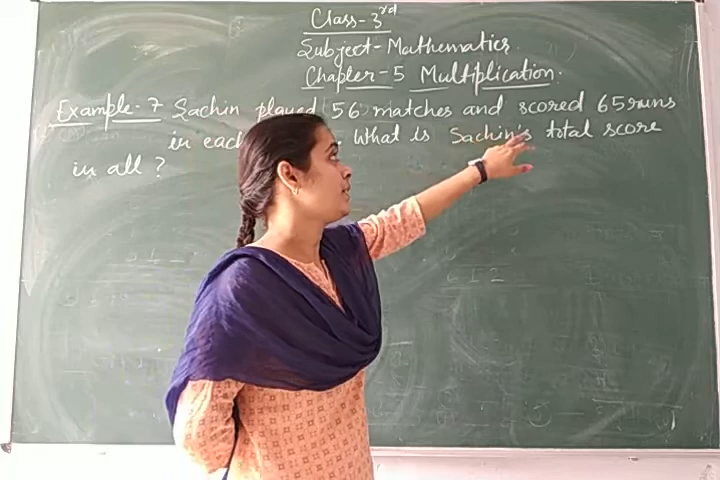 Class-3rd
Subject-Mathematics.
Chapter-5 Multiplication.
Example-7 Sachin played 56 matches and scored 65 runs
in each What is Sachin's total score
in all ?